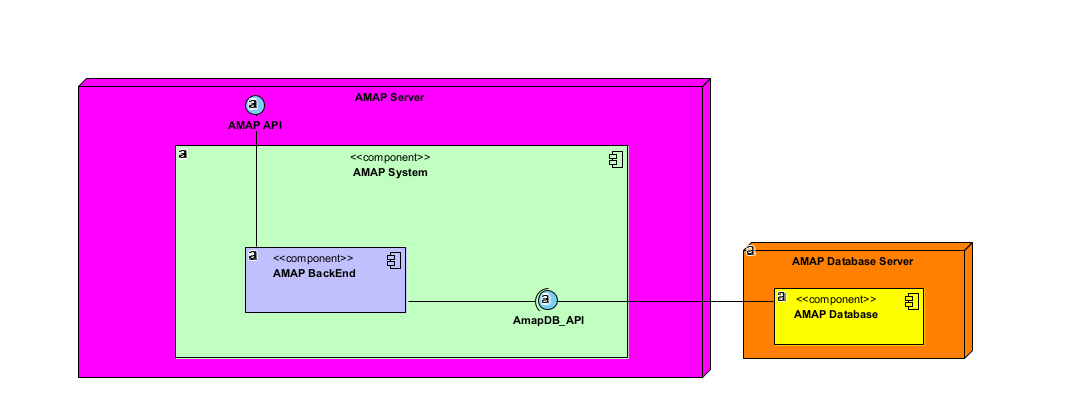 AMAP Server
a
AMAP API
a
<<component>>
AMAP System
a
<<component>>
AMAP BackEnd
a
AmapDB_API
a
AMAP Database Server
a
<<component>>
AMAP Database